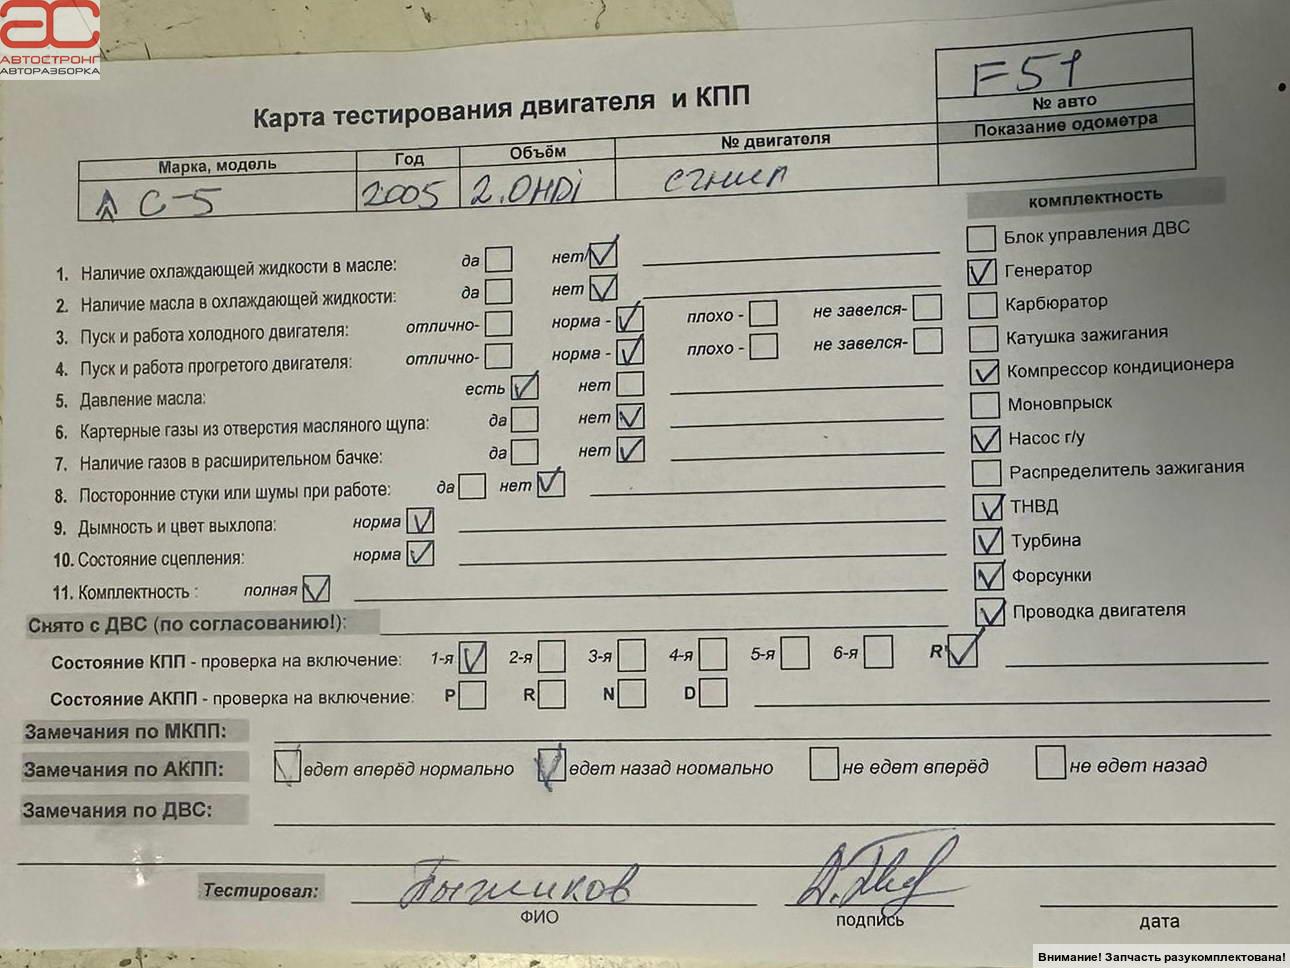 АС
АВТОСТРОНГ
АВТОРАЗБОРКА
F51
№ авто
Показание одометра
Карта тестирования двигателя и КПП
Марка, модель Год Объём № двигателя
С-5 2005 2.0HDi сгнил
комплектность
Блок управления ДВС
Генератор
Карбюратор
Катушка зажигания
Компрессор кондиционера
Моновпрыск
Насос г/у
Распределитель зажигания
ТНВД
Турбина
Форсунки
Проводка двигателя
1. Наличие охлаждающей жидкости в масле: да нет
2. Наличие масла в охлаждающей жидкости: да нет
3. Пуск и работа холодного двигателя: отлично- норма - плохо - не завелся-
4. Пуск и работа прогретого двигателя: отлично- норма - плохо - не завелся-
5. Давление масла: есть нет
6. Картерные газы из отверстия масляного щупа: да нет
7. Наличие газов в расширительном бачке: да нет
8. Посторонние стуки или шумы при работе: да нет
9. Дымность и цвет выхлопа: норма
10. Состояние сцепления: норма
11. Комплектность : полная
Снято с ДВС (по согласованию!):
Состояние КПП - проверка на включение: 1-я 2-я 3-я 4-я 5-я 6-я R
Состояние АКПП - проверка на включение: P R N D
Замечания по МКПП:
Замечания по АКПП: едет вперёд нормально едет назад нормально не едет вперёд не едет назад
Замечания по ДВС:
Тестировал:
ФИО подпись дата
Внимание! Запчасть разукомплектована!